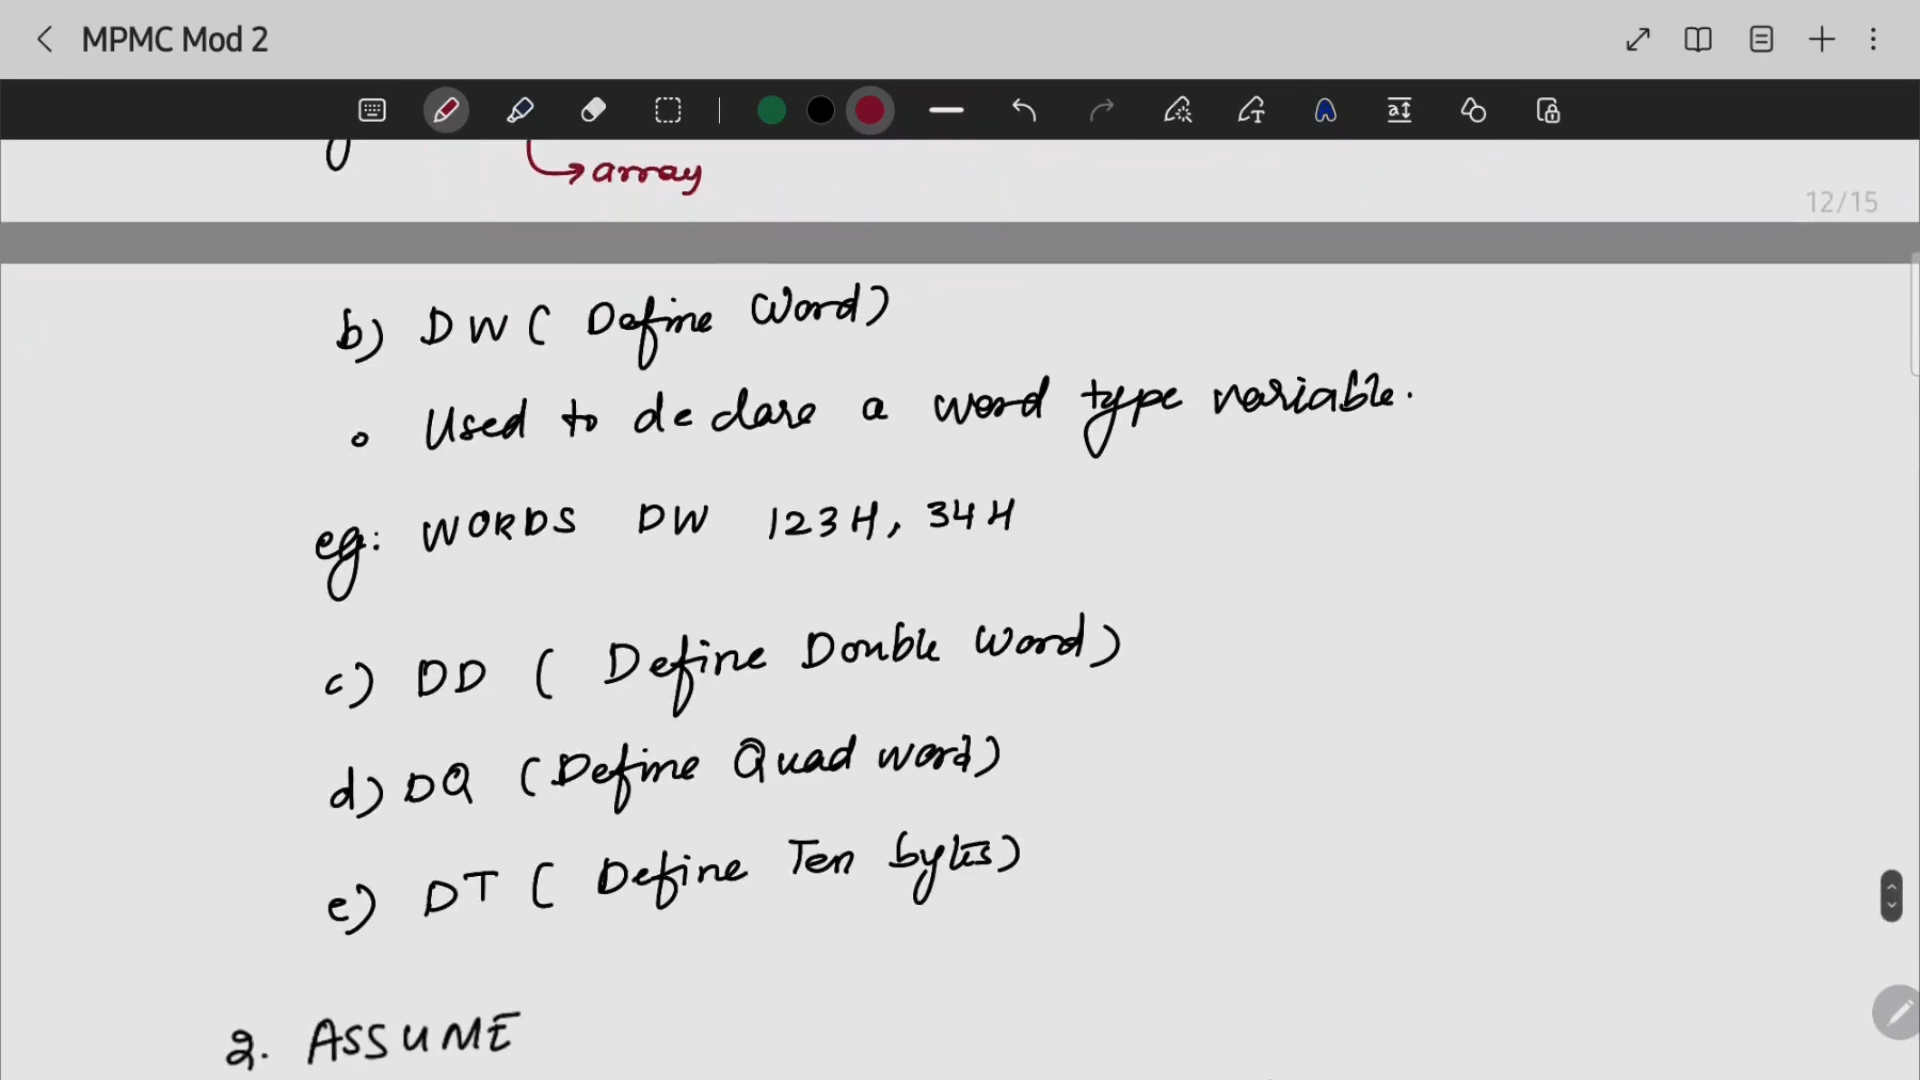 MPMC Mod 2
→ array
12/15
b) DW ( Define Word)
o Used to declare a word type variable.
eg: WORDS DW 123H, 34H
c) DD ( Define Double Word)
d) DQ (Define Quad word)
e) DT ( Define Ten bytes)
2. ASSUME